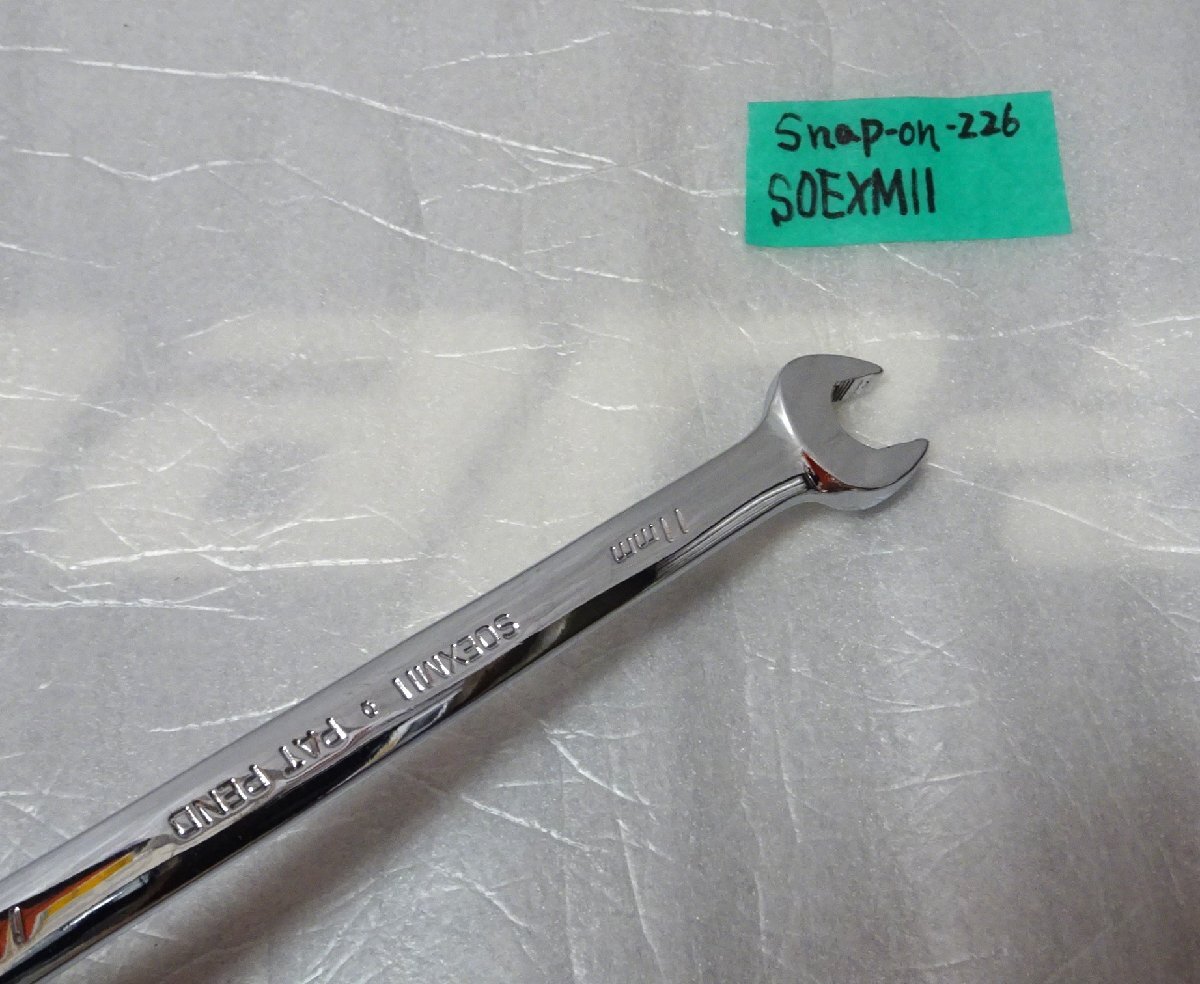 Snap-on-226
SOEXM11
11mm
SOEXM11
PAT PEND